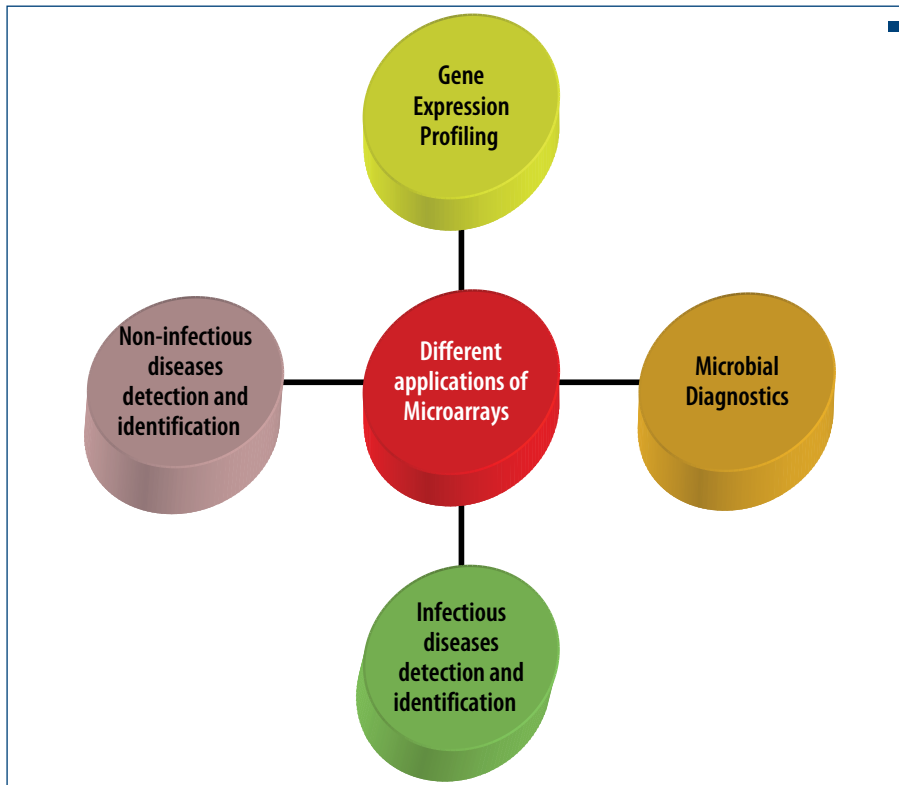 Gene
Expression
Profiling
Non-infectious
diseases
detection and
identification
Different
applications of
Microarrays
Microbial
Diagnostics
Infectious
diseases
detection and
identification